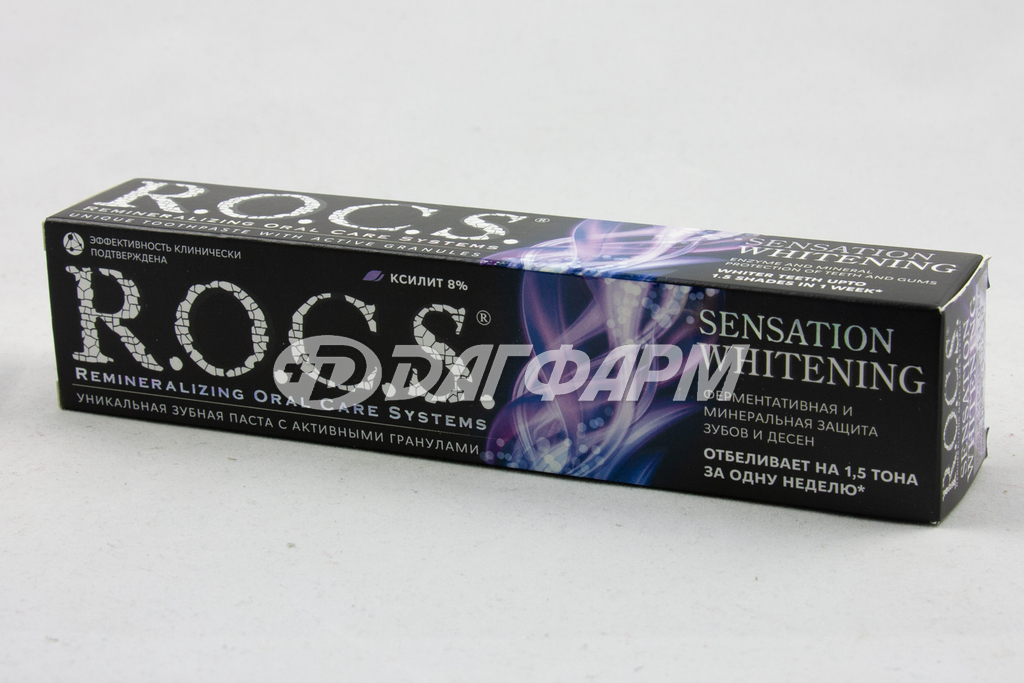 R.O.C.S.®
REMINERALIZING ORAL CARE SYSTEMS
UNIQUE TOOTHPASTE WITH ACTIVE GRANULES
SENSATION
WHITENING
ENZYME & MINERAL
PROTECTION OF TEETH AND GUMS
WHITER TEETH UPTO
1.5 SHADES IN 1 WEEK*
ЭФФЕКТИВНОСТЬ КЛИНИЧЕСКИ
ПОДТВЕРЖДЕНА
КСИЛИТ 8%
R.O.C.S.®
REMINERALIZING ORAL CARE SYSTEMS
УНИКАЛЬНАЯ ЗУБНАЯ ПАСТА С АКТИВНЫМИ ГРАНУЛАМИ
SENSATION
WHITENING
ФЕРМЕНТАТИВНАЯ И
МИНЕРАЛЬНАЯ ЗАЩИТА
ЗУБОВ И ДЕСЕН
ОТБЕЛИВАЕТ НА 1,5 ТОНА
ЗА ОДНУ НЕДЕЛЮ*
ДАГФАРМ
R.O.C.S.
SENSATION
WHITENING